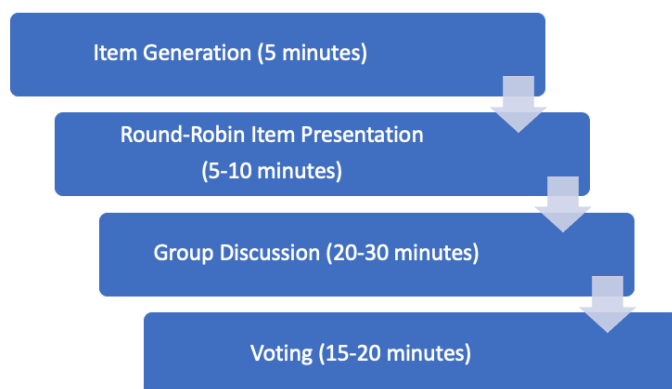 Item Generation (5 minutes)
Round-Robin Item Presentation
(5-10 minutes)
Group Discussion (20-30 minutes)
Voting (15-20 minutes)